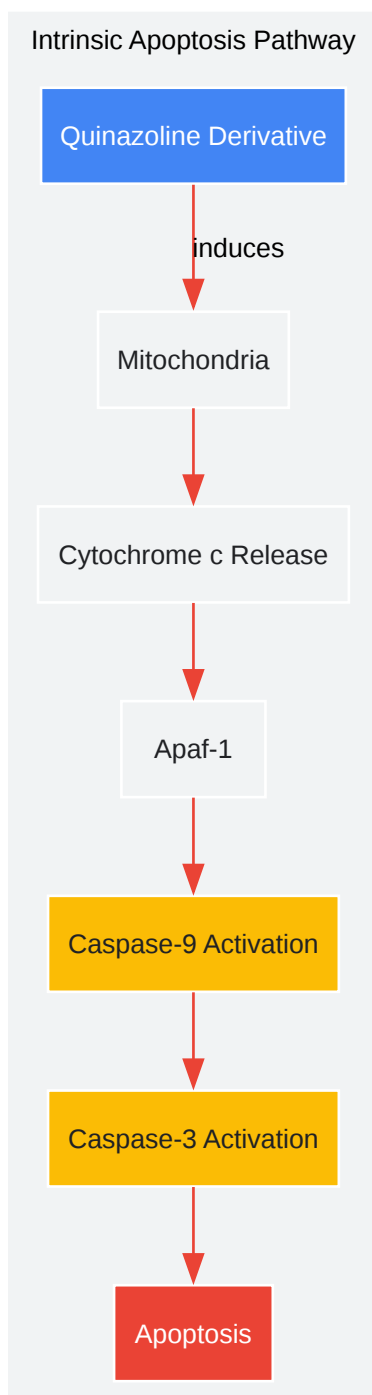 Intrinsic Apoptosis Pathway
Quinazoline Derivative
induces
Mitochondria
Cytochrome c Release
Apaf-1
Caspase-9 Activation
Caspase-3 Activation
Apoptosis